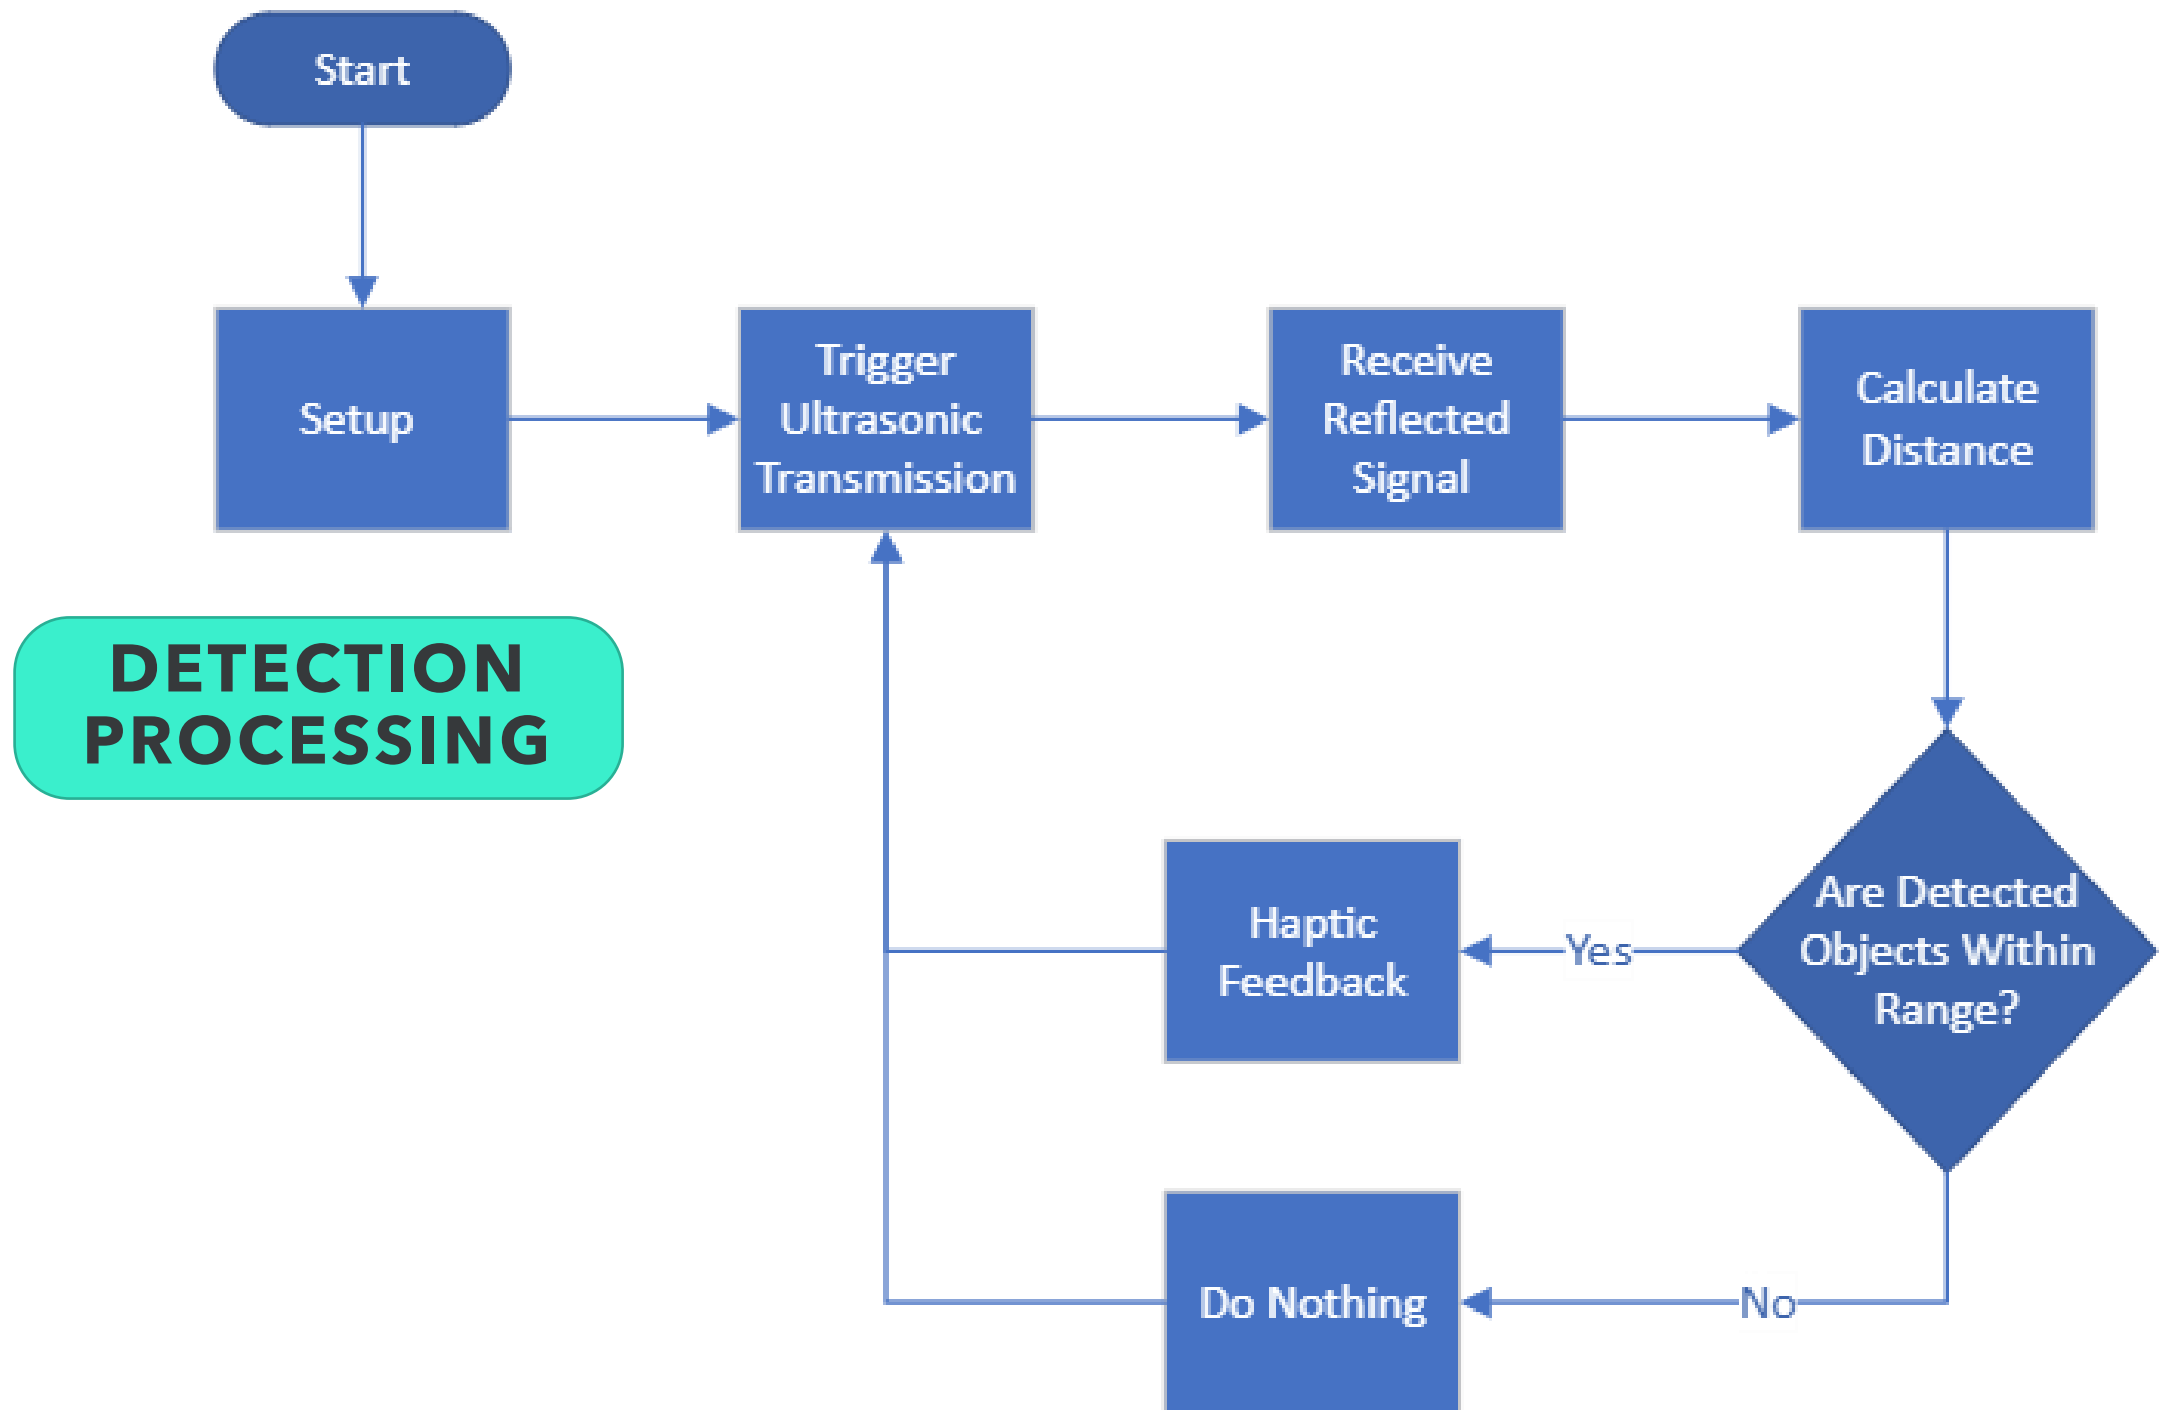 Start
Setup
Trigger
Ultrasonic
Transmission
Receive
Reflected
Signal
Calculate
Distance
DETECTION
PROCESSING
Are Detected
Objects Within
Range?
Yes
Haptic
Feedback
No
Do Nothing